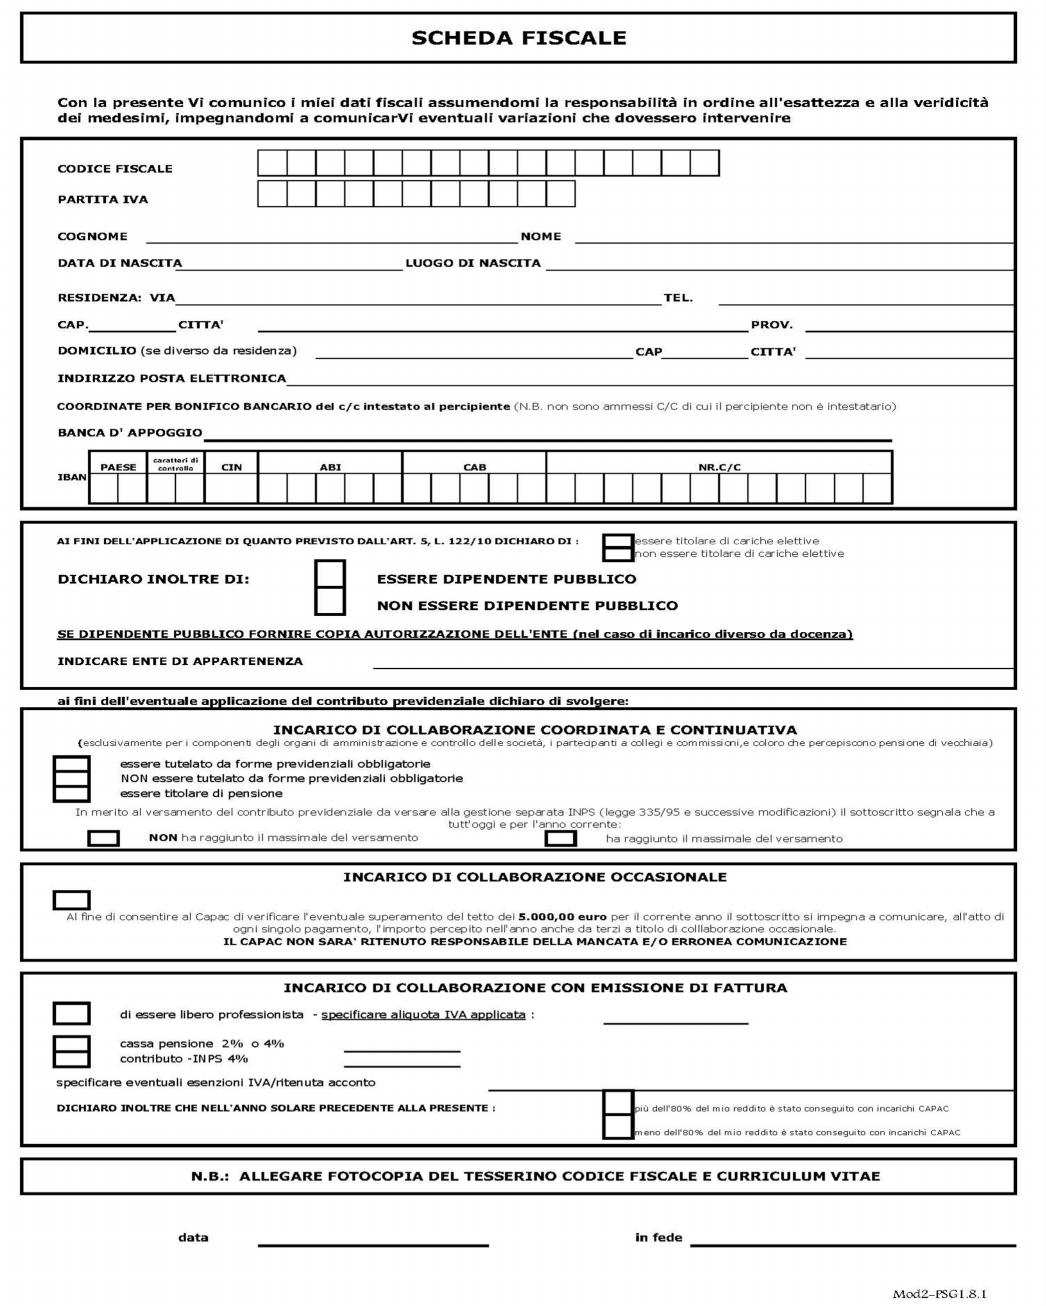 SCHEDA FISCALE
Con la presente Vi comunico i miei dati fiscali assumendomi la responsabilità in ordine all'esattezza e alla veridicità
dei medesimi, impegnandomi a comunicarVi eventuali variazioni che dovessero intervenire
CODICE FISCALE
PARTITA IVA
COGNOME NOME
DATA DI NASCITA LUOGO DI NASCITA
RESIDENZA: VIA TEL.
CAP. CITTA' PROV.
DOMICILIO (se diverso da residenza) CAP CITTA'
INDIRIZZO POSTA ELETTRONICA
COORDINATE PER BONIFICO BANCARIO del c/c intestato al percipiente (N.B. non sono ammessi C/C di cui il percipiente non è intestatario)
BANCA D' APPOGGIO
IBAN PAESE caratteri di controllo CIN ABI CAB NR.C/C
AI FINI DELL'APPLICAZIONE DI QUANTO PREVISTO DALL'ART. 5, L. 122/10 DICHIARO DI : essere titolare di cariche elettive
non essere titolare di cariche elettive
DICHIARO INOLTRE DI: ESSERE DIPENDENTE PUBBLICO
NON ESSERE DIPENDENTE PUBBLICO
SE DIPENDENTE PUBBLICO FORNIRE COPIA AUTORIZZAZIONE DELL'ENTE (nel caso di incarico diverso da docenza)
INDICARE ENTE DI APPARTENENZA
ai fini dell'eventuale applicazione del contributo previdenziale dichiaro di svolgere:
INCARICO DI COLLABORAZIONE COORDINATA E CONTINUATIVA
(esclusivamente per i componenti degli organi di amministrazione e controllo delle società, i partecipanti a collegi e commissioni,e coloro che percepiscono pensione di vecchiaia)
essere tutelato da forme previdenziali obbligatorie
NON essere tutelato da forme previdenziali obbligatorie
essere titolare di pensione
In merito al versamento del contributo previdenziale da versare alla gestione separata INPS (legge 335/95 e successive modificazioni) il sottoscritto segnala che a
tutt'oggi e per l'anno corrente:
NON ha raggiunto il massimale del versamento ha raggiunto il massimale del versamento
INCARICO DI COLLABORAZIONE OCCASIONALE
Al fine di consentire al Capac di verificare l'eventuale superamento del tetto dei 5.000,00 euro per il corrente anno il sottoscritto si impegna a comunicare, all'atto di
ogni singolo pagamento, l'importo percepito nell'anno anche da terzi a titolo di colllaborazione occasionale.
IL CAPAC NON SARA' RITENUTO RESPONSABILE DELLA MANCATA E/O ERRONEA COMUNICAZIONE
INCARICO DI COLLABORAZIONE CON EMISSIONE DI FATTURA
di essere libero professionista - specificare aliquota IVA applicata :
cassa pensione 2% o 4%
contributo -INPS 4%
specificare eventuali esenzioni IVA/ritenuta acconto
DICHIARO INOLTRE CHE NELL'ANNO SOLARE PRECEDENTE ALLA PRESENTE : più dell'80% del mio reddito è stato conseguito con incarichi CAPAC
meno dell'80% del mio reddito è stato conseguito con incarichi CAPAC
N.B.: ALLEGARE FOTOCOPIA DEL TESSERINO CODICE FISCALE E CURRICULUM VITAE
data in fede
Mod2-PSG1.8.1